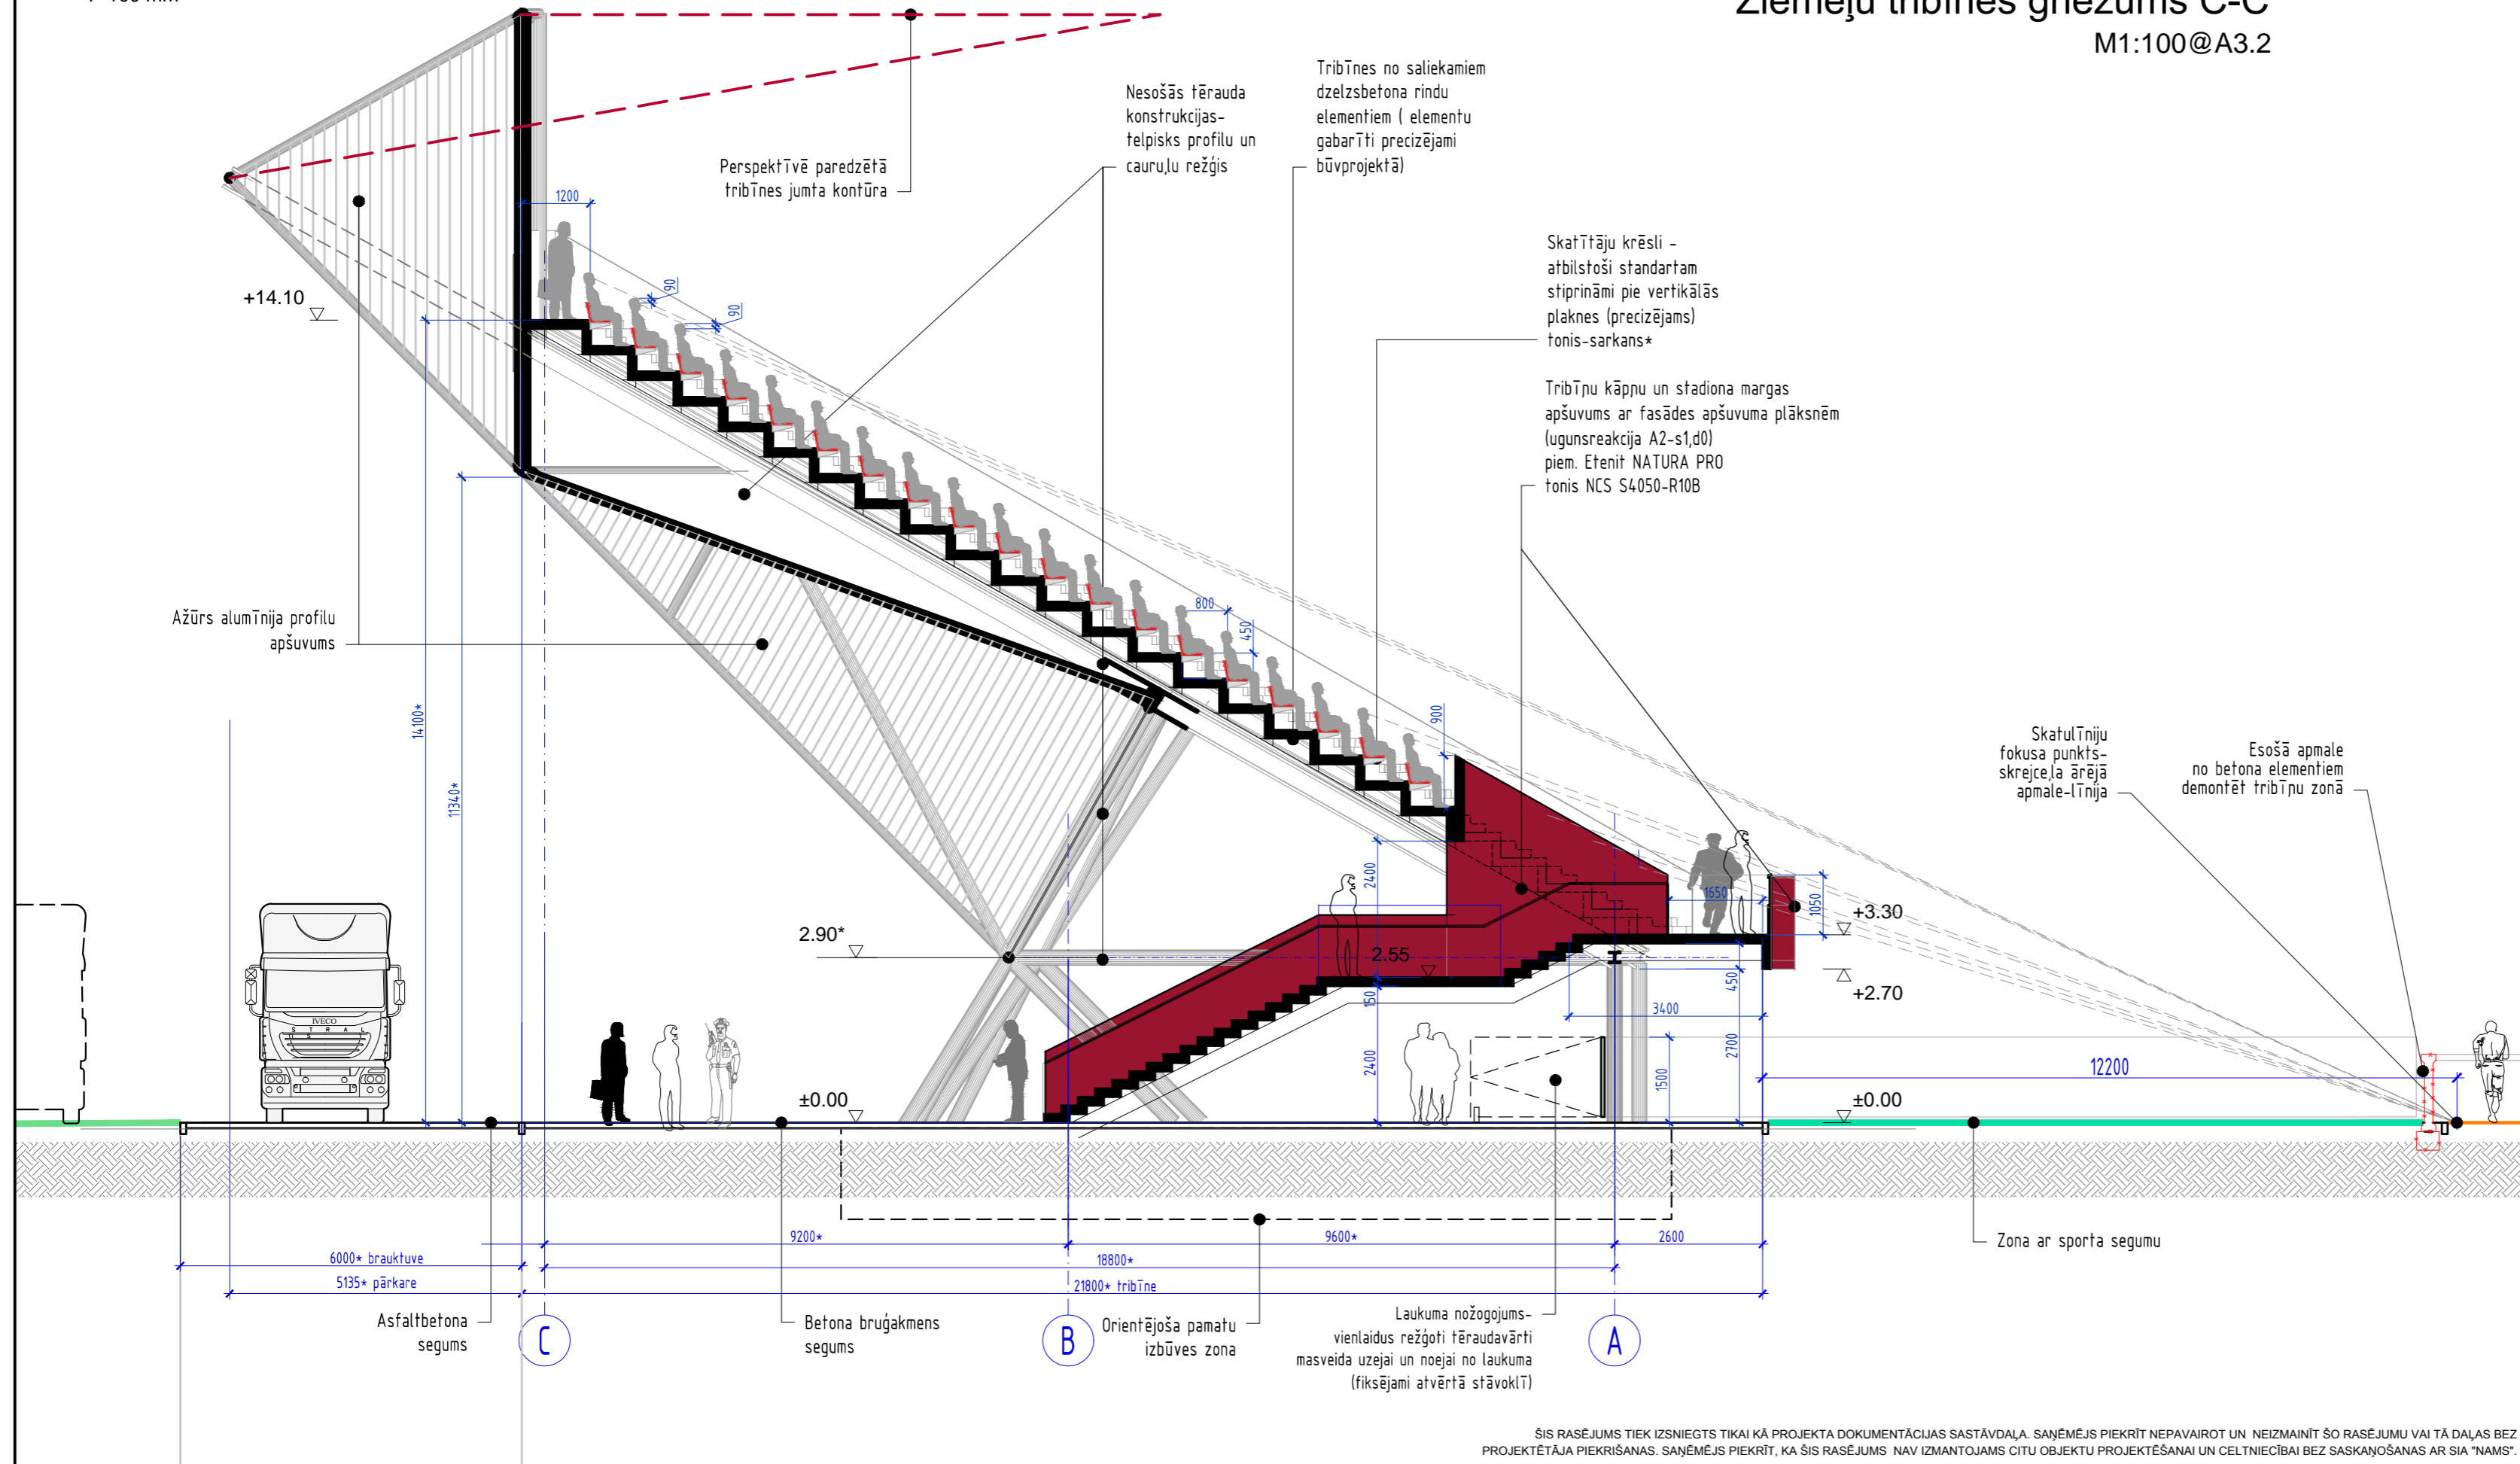 Ziemeļu tribīnes griezums C-C
M1:100@A3.2
Nesošās tērauda
konstrukcijas-
telpisks profilu un
cauruļu režģis
Tribīnes no saliekamiem
dzelzsbetona rindu
elementiem ( elementu
gabarīti precizējami
būvprojektā)
Perspektīvē paredzētā
tribīnes jumta kontūra
Skatītāju krēsli -
atbilstoši standartam
stiprināmi pie vertikālās
plaknes (precizējams)
tonis-sarkans*
Tribīņu kāpņu un stadiona margas
apšuvums ar fasādes apšuvuma plāksnēm
(ugunsreakcija A2-s1,d0)
piem. Etenit NATURA PRO
tonis NCS S4050-R10B
1200
90
90
+14.10
Ažūrs alumīnija profilu
apšuvums
800
450
900
14100*
11340*
Skatulīniju
fokusa punkts-
skrejceļa ārējā
apmale-līnija
Esošā apmale
no betona elementiem
demontēt tribīņu zonā
2400
1650
1050
+3.30
2.90*
2.55
+2.70
150
450
3400
2400
2700
1500
12200
IVECO
S T R A L I S
±0.00
±0.00
9200*
9600*
2600
6000* brauktuve
18800*
5135* pārkare
21800* tribīne
Zona ar sporta segumu
Asfaltbetona
segums
C
Betona bruģakmens
segums
B
Orientējoša pamatu
izbūves zona
Laukuma nožogojums-
vienlaidus režģoti tēraudavārti
masveida uzejai un noejai no laukuma
(fiksējami atvērtā stāvoklī)
A
ŠIS RASĒJUMS TIEK IZSNIEGTS TIKAI KĀ PROJEKTA DOKUMENTĀCIJAS SASTĀVDAĻA. SAŅĒMĒJS PIEKRĪT NEPAVAIROT UN NEIZMAINĪT ŠO RASĒJUMU VAI TĀ DAĻAS BEZ
PROJEKTĒTĀJA PIEKRIŠANAS. SAŅĒMĒJS PIEKRĪT, KA ŠIS RASĒJUMS NAV IZMANTOJAMS CITU OBJEKTU PROJEKTĒŠANAI UN CELTNIECĪBAI BEZ SASKAŅOŠANAS AR SIA "NAMS".